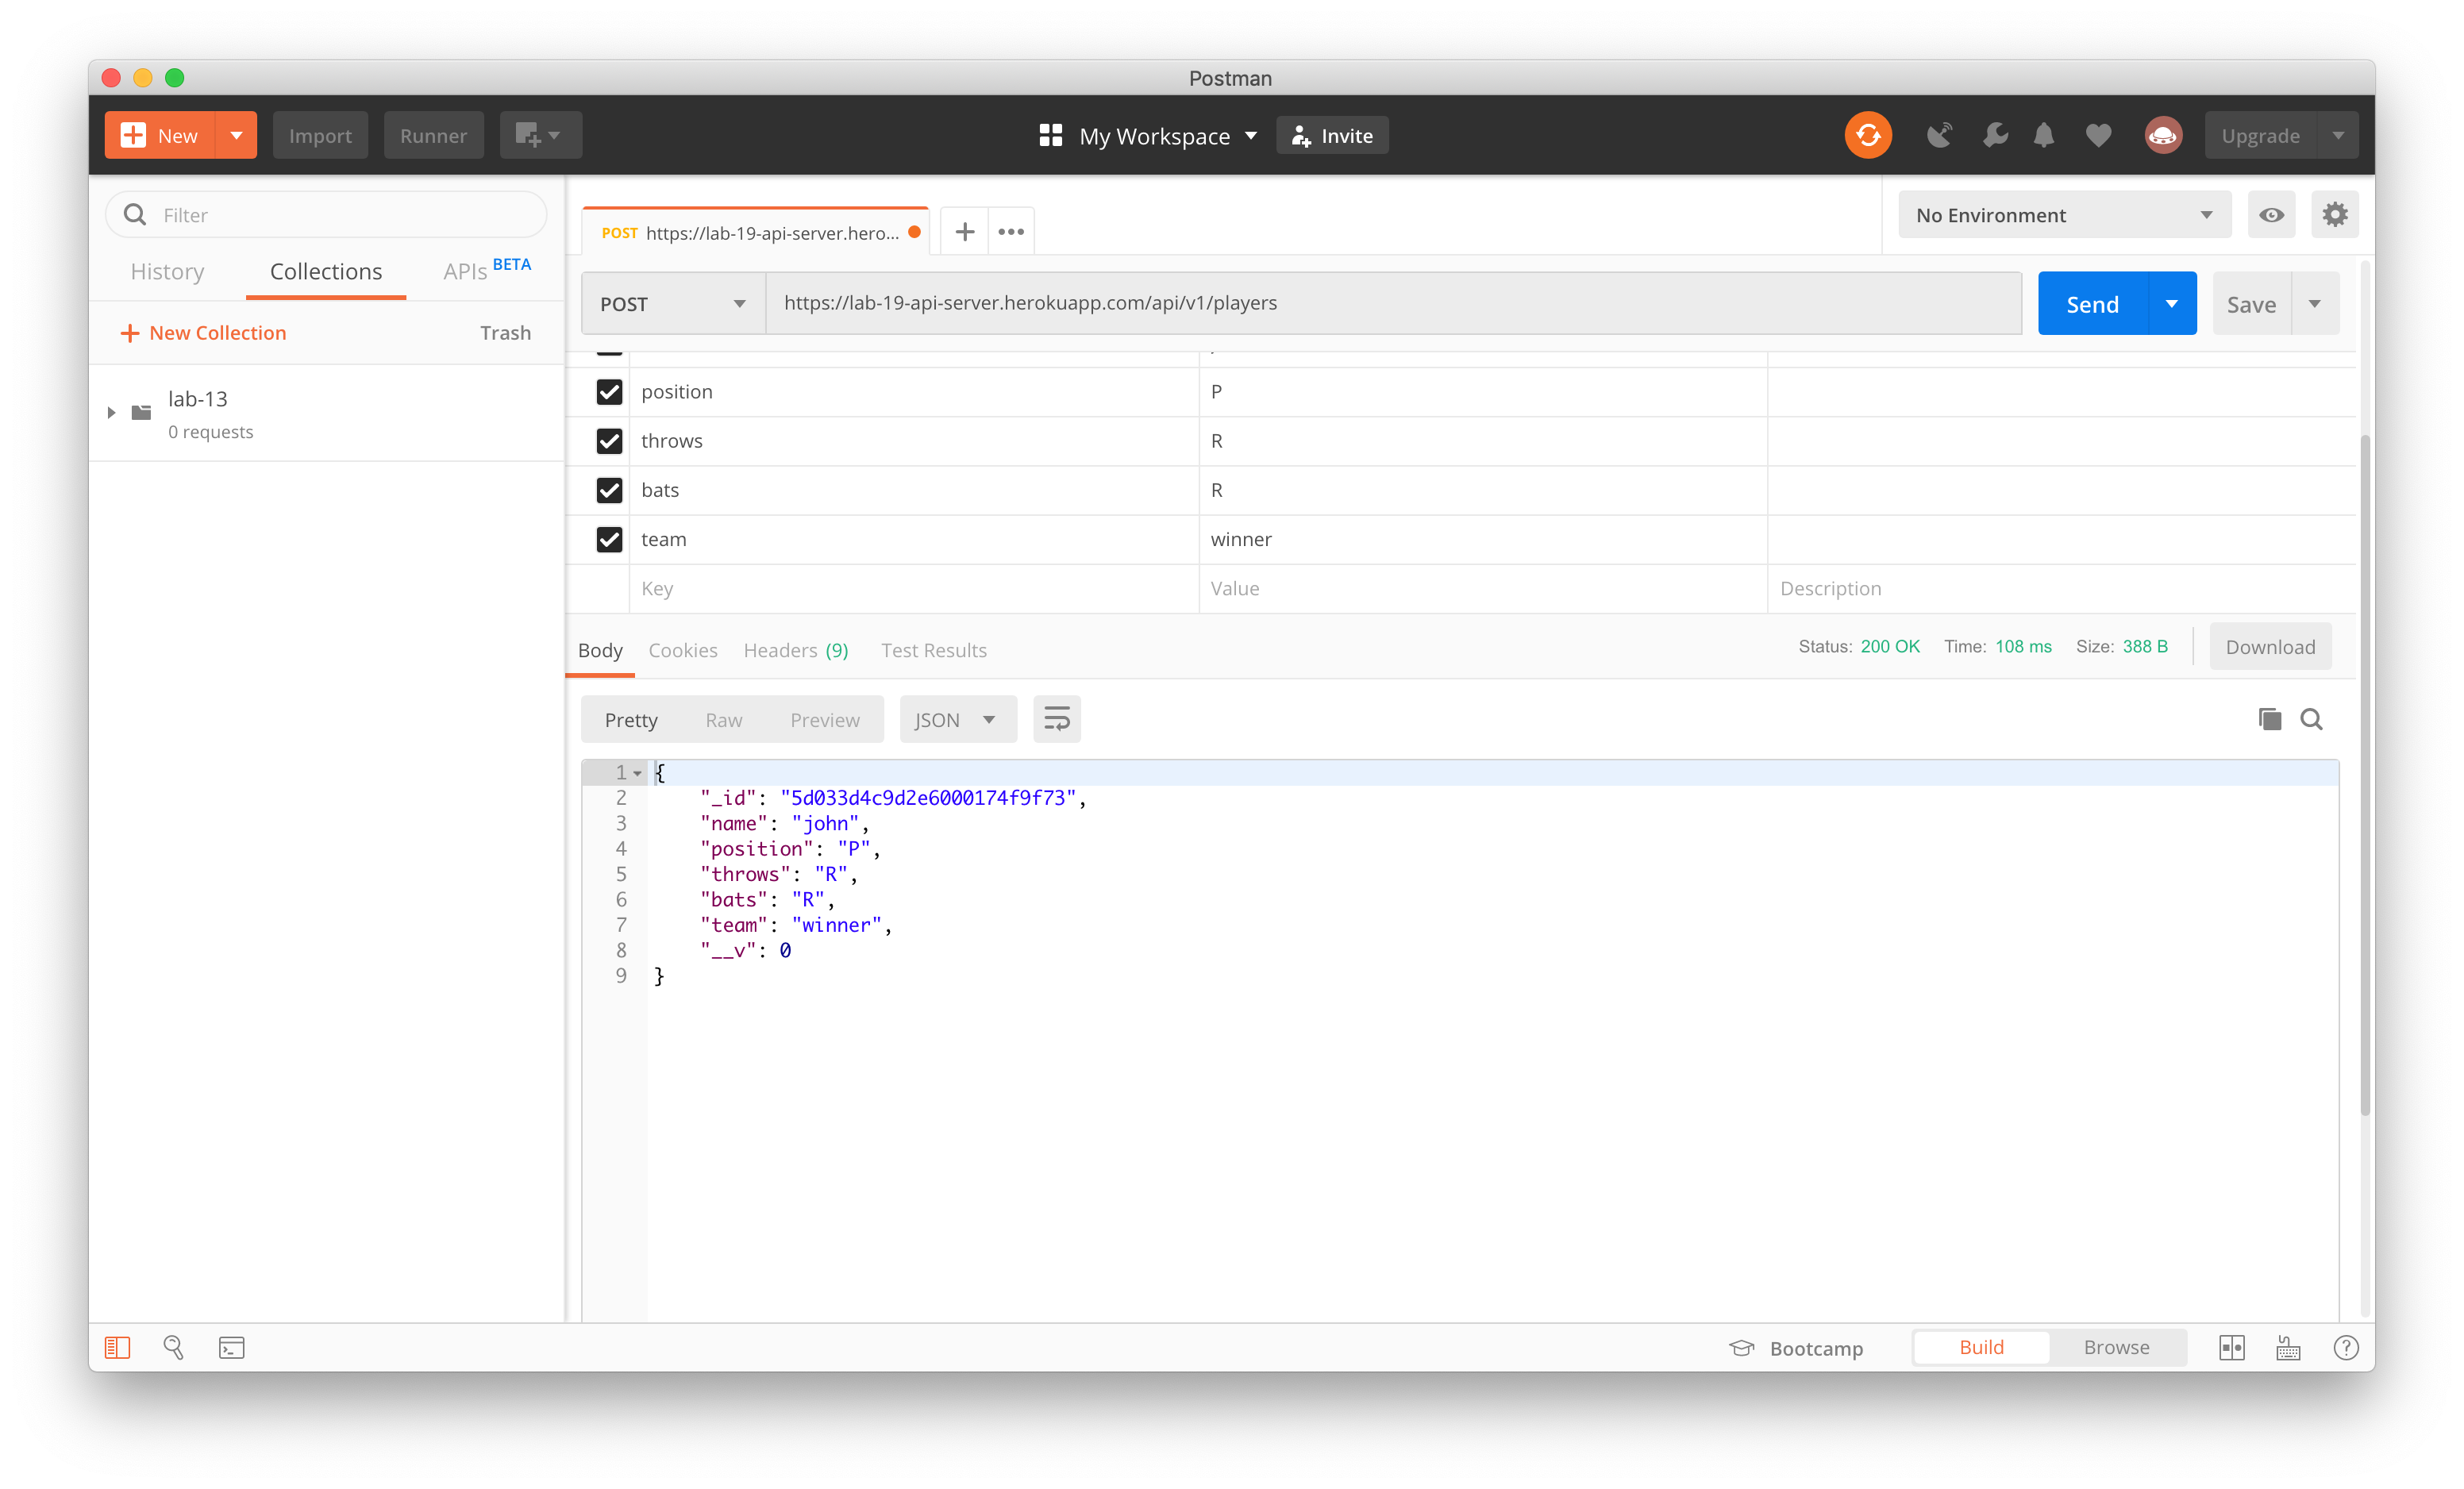 Postman
New
Import
Runner
My Workspace
Invite
Upgrade
Filter
History
Collections
APIs BETA
New Collection
Trash
lab-13
0 requests
POST https://lab-19-api-server.hero...
No Environment
POST
https://lab-19-api-server.herokuapp.com/api/v1/players
Send
Save
position P
throws R
bats R
team winner
Key Value Description
Body Cookies Headers (9) Test Results
Status: 200 OK Time: 108 ms Size: 388 B
Download
Pretty Raw Preview JSON
1 {
2 "_id": "5d033d4c9d2e6000174f9f73",
3 "name": "john",
4 "position": "P",
5 "throws": "R",
6 "bats": "R",
7 "team": "winner",
8 "__v": 0
9 }
Bootcamp
Build
Browse